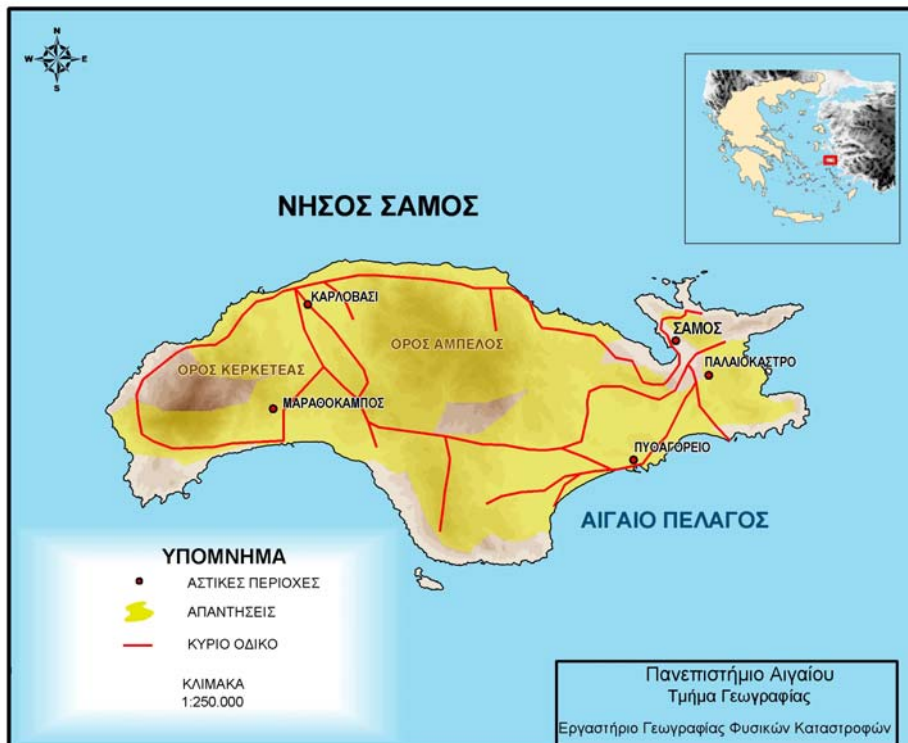 N
W E
S
ΝΗΣΟΣ ΣΑΜΟΣ
ΚΑΡΛΟΒΑΣΙ
ΣΑΜΟΣ
ΟΡΟΣ ΑΜΠΕΛΟΣ
ΟΡΟΣ ΚΕΡΚΕΤΕΑΣ
ΠΑΛΑΙΟΚΑΣΤΡΟ
ΜΑΡΑΘΟΚΑΜΠΟΣ
ΠΥΘΑΓΟΡΕΙΟ
ΑΙΓΑΙΟ ΠΕΛΑΓΟΣ
ΥΠΟΜΝΗΜΑ
ΑΣΤΙΚΕΣ ΠΕΡΙΟΧΕΣ
ΑΠΑΝΤΗΣΕΙΣ
ΚΥΡΙΟ ΟΔΙΚΟ
ΚΛΙΜΑΚΑ
1:250.000
Πανεπιστήμιο Αιγαίου
Τμήμα Γεωγραφίας
Εργαστήριο Γεωγραφίας Φυσικών Καταστροφών